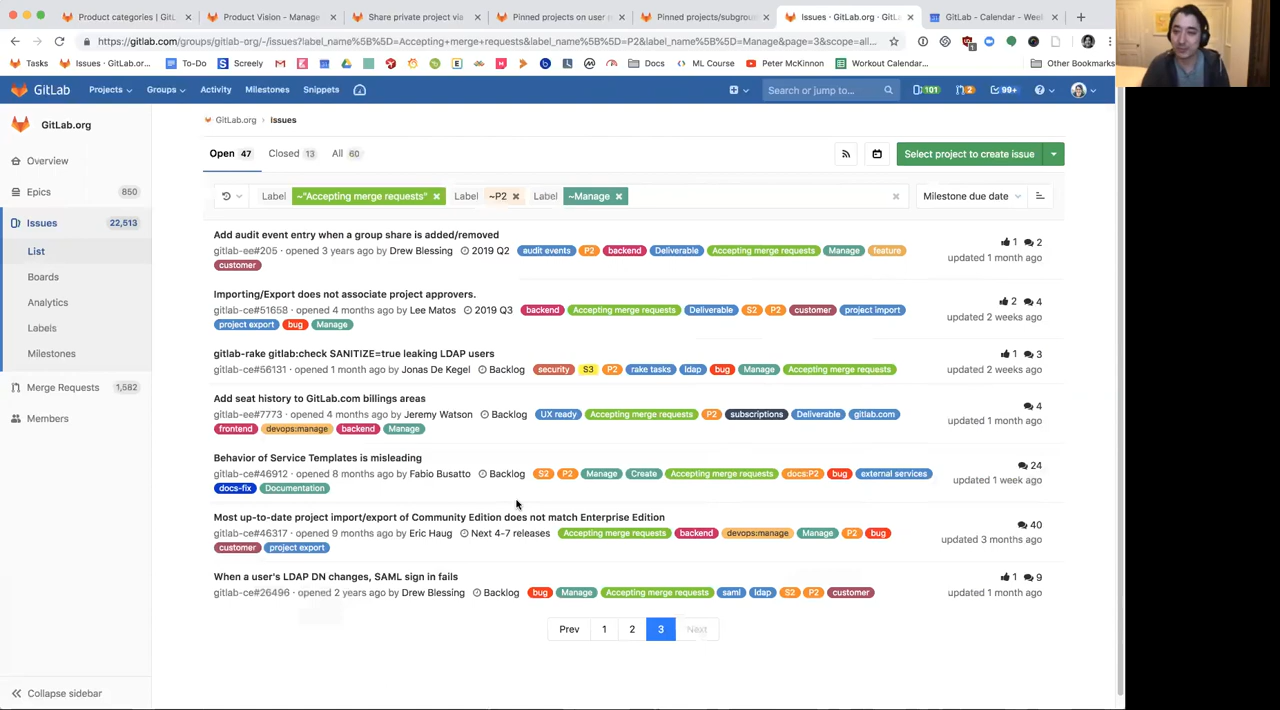 Product categories | GitL
Product Vision - Manage
Share private project via
Pinned projects on user
Pinned projects/subgrou
Issues · GitLab.org · GitL
GitLab - Calendar - Wee
https://gitlab.com/groups/gitlab-org/-/issues?label_name%5B%5D=Accepting+merge+requests&label_name%5B%5D=P2&label_name%5B%5D=Manage&page=3&scope=all...
Tasks
Issues · GitLab.or...
To-Do
Screely
Docs
ML Course
Peter McKinnon
Workout Calendar...
Other Bookmarks
GitLab
Projects
Groups
Activity
Milestones
Snippets
Search or jump to...
101
2
99+
GitLab.org
GitLab.org › Issues
Overview
Epics 850
Issues 22,513
List
Boards
Analytics
Labels
Milestones
Merge Requests 1,582
Members
Collapse sidebar
Open 47
Closed 13
All 60
Select project to create issue
Label ~"Accepting merge requests" Label ~P2 Label ~Manage
Milestone due date
Add audit event entry when a group share is added/removed
gitlab-ee#205 · opened 3 years ago by Drew Blessing 2019 Q2 audit events P2 backend Deliverable Accepting merge requests Manage feature
customer
1 2
updated 1 month ago
Importing/Export does not associate project approvers.
gitlab-ce#51658 · opened 4 months ago by Lee Matos 2019 Q3 backend Accepting merge requests Deliverable S2 P2 customer project import
project export bug Manage
2 4
updated 2 weeks ago
gitlab-rake gitlab:check SANITIZE=true leaking LDAP users
gitlab-ce#56131 · opened 1 month ago by Jonas De Kegel Backlog security S3 P2 rake tasks ldap bug Manage Accepting merge requests
1 3
updated 2 weeks ago
Add seat history to GitLab.com billings areas
gitlab-ee#7773 · opened 4 months ago by Jeremy Watson Backlog UX ready Accepting merge requests P2 subscriptions Deliverable gitlab.com
frontend devops:manage backend Manage
4
updated 1 month ago
Behavior of Service Templates is misleading
gitlab-ce#46912 · opened 8 months ago by Fabio Busatto Backlog S2 P2 Manage Create Accepting merge requests docs:P2 bug external services
docs-fix Documentation
24
updated 1 week ago
Most up-to-date project import/export of Community Edition does not match Enterprise Edition
gitlab-ce#46317 · opened 9 months ago by Eric Haug Next 4-7 releases Accepting merge requests backend devops:manage Manage P2 bug
customer project export
40
updated 3 months ago
When a user's LDAP DN changes, SAML sign in fails
gitlab-ce#26496 · opened 2 years ago by Drew Blessing Backlog bug Manage Accepting merge requests saml ldap S2 P2 customer
1 9
updated 1 month ago
Prev 1 2 3 Next